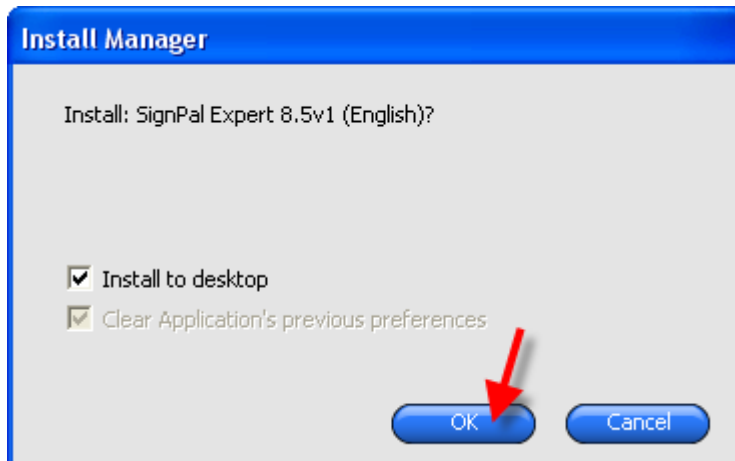 Install Manager
Install: SignPal Expert 8.5v1 (English)?
Install to desktop
Clear Application's previous preferences
OK Cancel